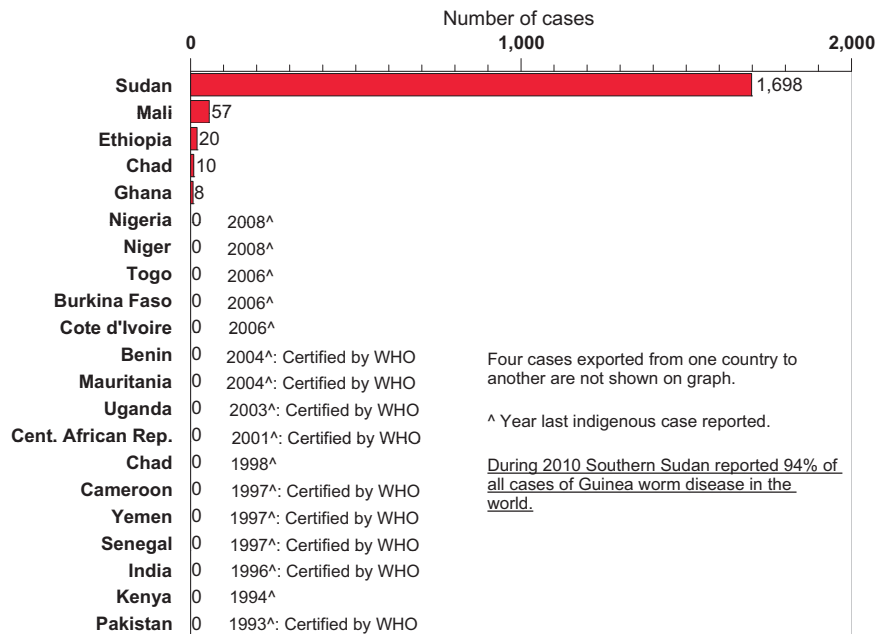 Number of cases
0 1,000 2,000
Sudan 1,698
Mali 57
Ethiopia 20
Chad 10
Ghana 8
Nigeria 0 2008^
Niger 0 2008^
Togo 0 2006^
Burkina Faso 0 2006^
Cote d'Ivoire 0 2006^
Benin 0 2004^: Certified by WHO
Mauritania 0 2004^: Certified by WHO
Uganda 0 2003^: Certified by WHO
Cent. African Rep. 0 2001^: Certified by WHO
Chad 0 1998^
Cameroon 0 1997^: Certified by WHO
Yemen 0 1997^: Certified by WHO
Senegal 0 1997^: Certified by WHO
India 0 1996^: Certified by WHO
Kenya 0 1994^
Pakistan 0 1993^: Certified by WHO
Four cases exported from one country to
another are not shown on graph.
^ Year last indigenous case reported.
During 2010 Southern Sudan reported 94% of
all cases of Guinea worm disease in the
world.